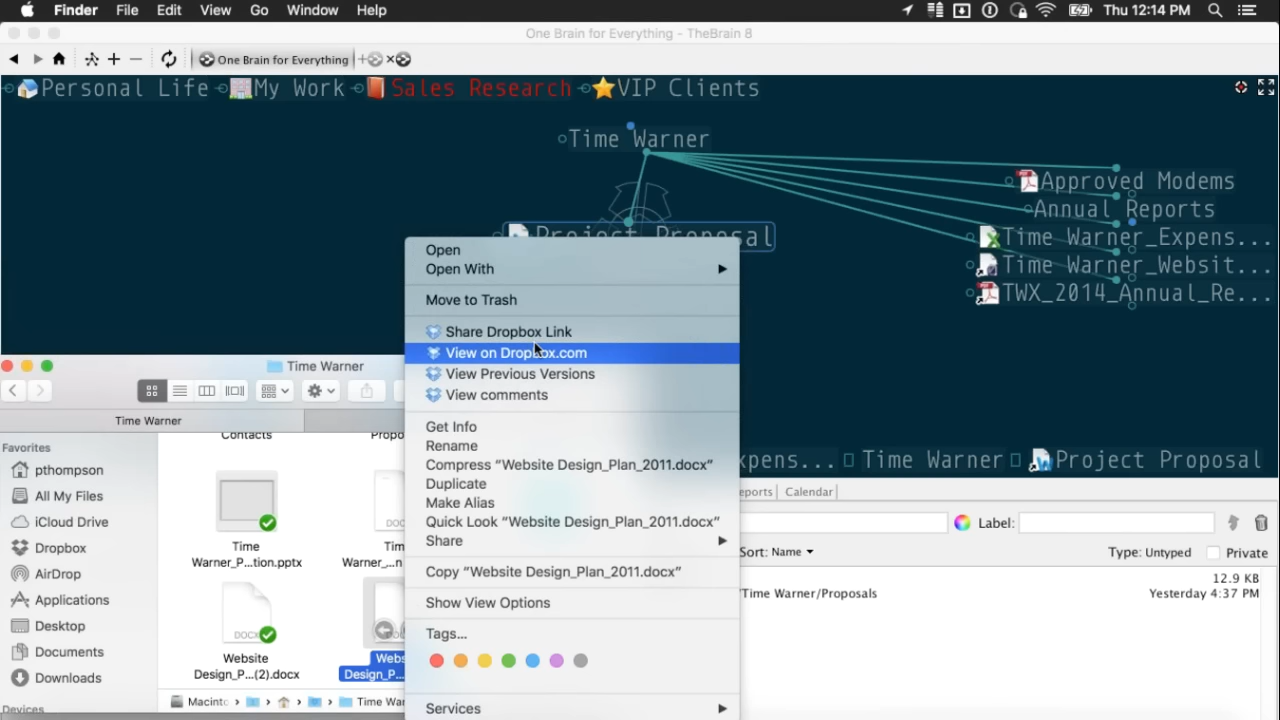 Finder File Edit View Go Window Help Thu 12:14 PM
One Brain for Everything - TheBrain 8
One Brain for Everything
Personal Life My Work Sales Research VIP Clients
Time Warner
Approved Modems
Annual Reports
Project Proposal
Time Warner_Expens...
Time Warner_Websit...
TWX_2014_Annual_Re...
Open
Open With
Move to Trash
Share Dropbox Link
View on Dropbox.com
View Previous Versions
View comments
Get Info
Rename
Compress “Website Design_Plan_2011.docx”
Duplicate
Make Alias
Quick Look “Website Design_Plan_2011.docx”
Share
Copy “Website Design_Plan_2011.docx”
Show View Options
Tags...
Services
Time Warner
Time Warner
Favorites
pthompson
All My Files
iCloud Drive
Dropbox
AirDrop
Applications
Desktop
Documents
Downloads
Devices
Contacts
Time
Warner_P...tion.pptx
DOCX
Website
Design_P...(2).docx
Time Warner
Project Proposal
Calendar
Label:
Sort: Name Type: Untyped Private
12.9 KB
Time Warner/Proposals Yesterday 4:37 PM